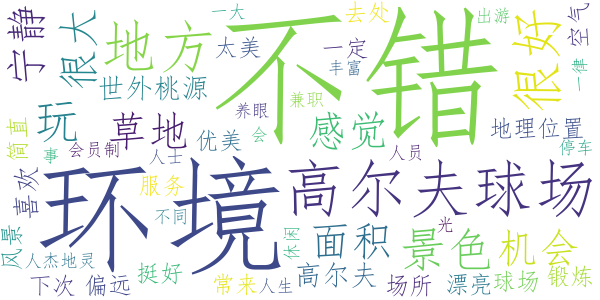 宁静
很大
地方
一大
太美
世外桃源
不错
去处
一定
丰富
出游
很好
空气
一律
玩
草地
养眼
兼职
优美
感觉
地理位置
简直
事
会员制
人士
会
人员
停车
喜欢
环境
服务
不同
高尔夫球场
光
风景
人杰地灵
休闲
面积
景色
机会
下次
偏远
挺好
常来
人生
高尔夫
场所
漂亮
球场
锻炼